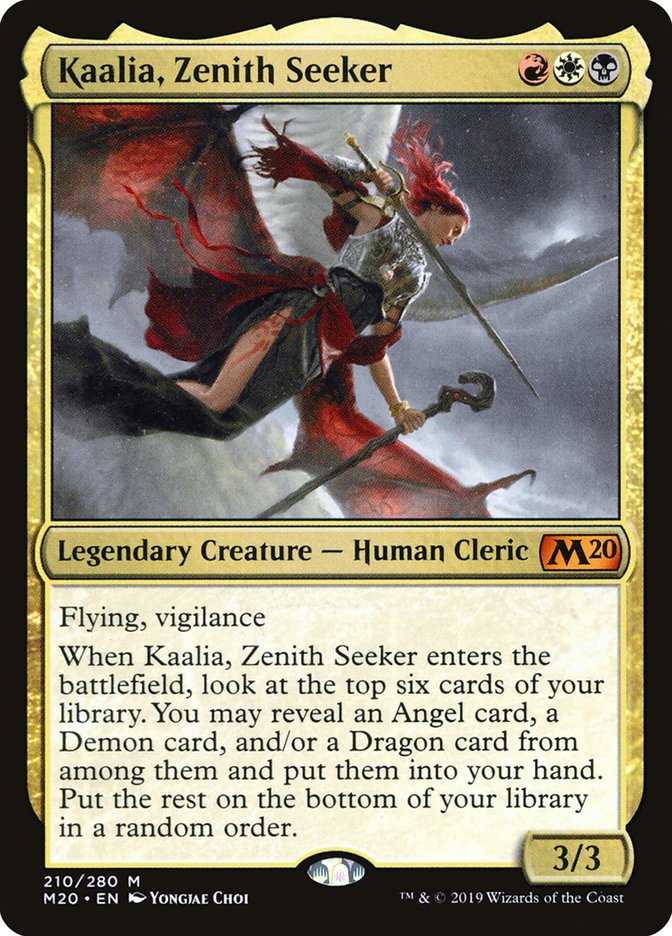 Kaalia, Zenith Seeker
Legendary Creature — Human Cleric
M20
Flying, vigilance
When Kaalia, Zenith Seeker enters the
battlefield, look at the top six cards of your
library. You may reveal an Angel card, a
Demon card, and/or a Dragon card from
among them and put them into your hand.
Put the rest on the bottom of your library
in a random order.
3/3
210/280 M
M20 • EN Yongjae Choi
™ & © 2019 Wizards of the Coast